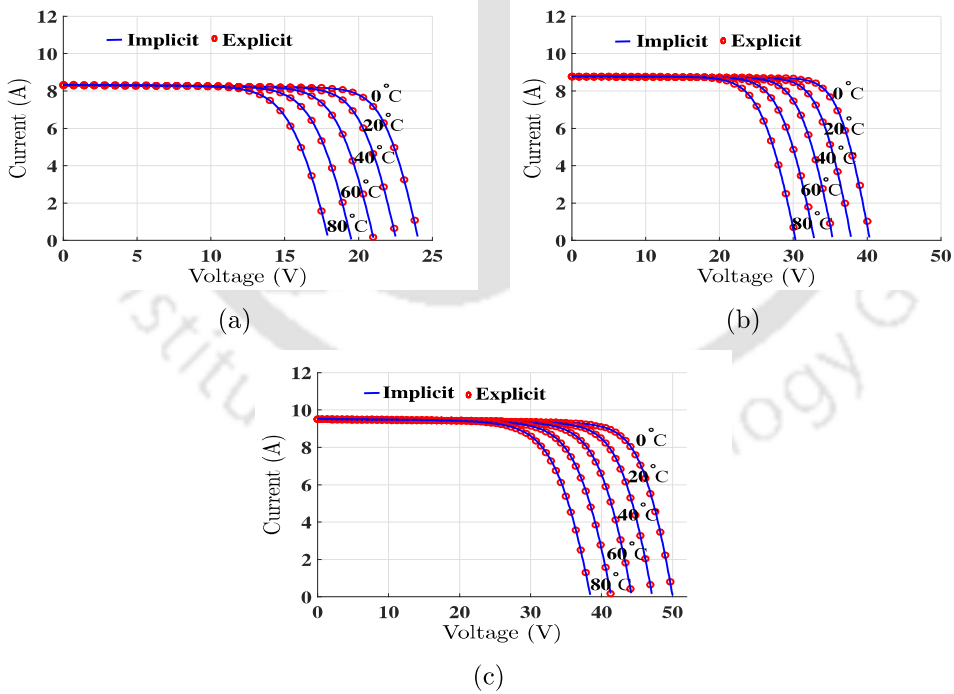 12
10
8
6
4
2
0
Current (A)
Implicit Explicit
0°C
20°C
40°C
60°C
80°C
0 5 10 15 20 25
Voltage (V)
(a)
12
10
8
6
4
2
0
Current (A)
Implicit Explicit
0°C
20°C
40°C
60°C
80°C
0 10 20 30 40 50
Voltage (V)
(b)
12
10
8
6
4
2
0
Current (A)
Implicit Explicit
0°C
20°C
40°C
60°C
80°C
0 10 20 30 40 50
Voltage (V)
(c)
nstitu
ology G